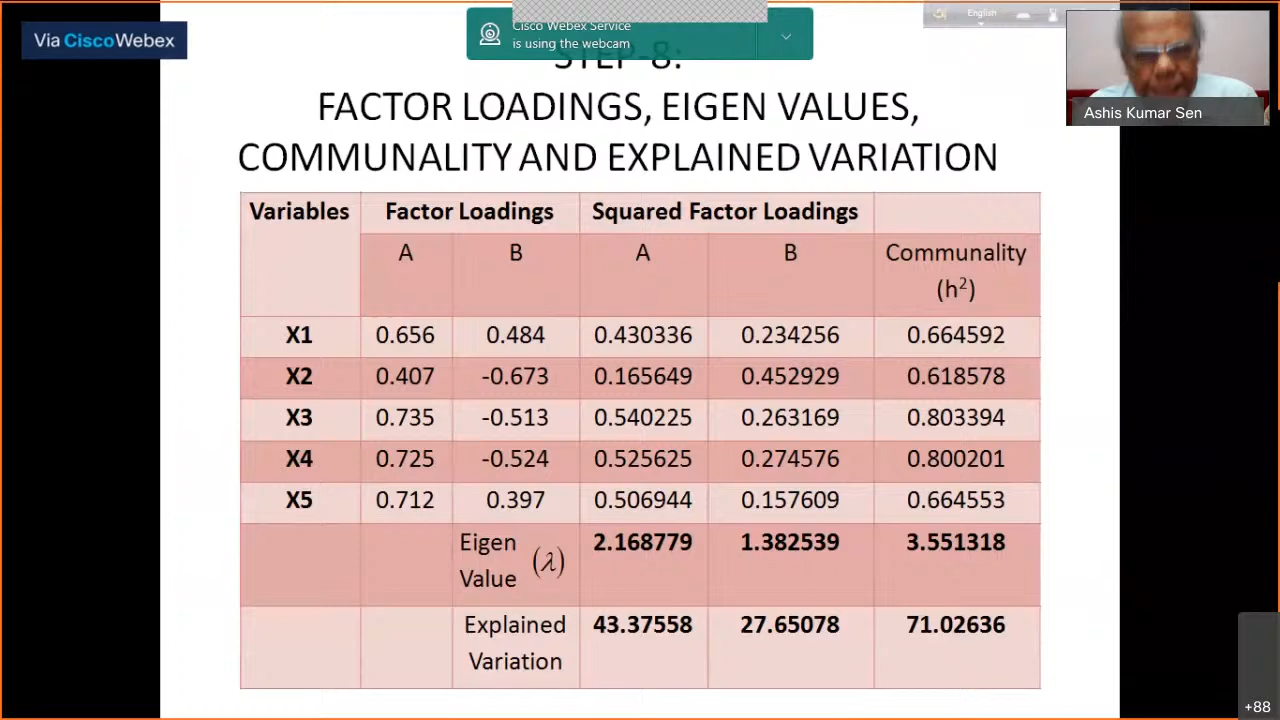 Via Cisco Webex
Cisco Webex Service
is using the webcam
English
Ashis Kumar Sen
STEP-8:
FACTOR LOADINGS, EIGEN VALUES,
COMMUNALITY AND EXPLAINED VARIATION
Variables Factor Loadings Squared Factor Loadings
A B A B Communality
(h²)
X1 0.656 0.484 0.430336 0.234256 0.664592
X2 0.407 -0.673 0.165649 0.452929 0.618578
X3 0.735 -0.513 0.540225 0.263169 0.803394
X4 0.725 -0.524 0.525625 0.274576 0.800201
X5 0.712 0.397 0.506944 0.157609 0.664553
Eigen Value (λ) 2.168779 1.382539 3.551318
Explained Variation 43.37558 27.65078 71.02636
+88